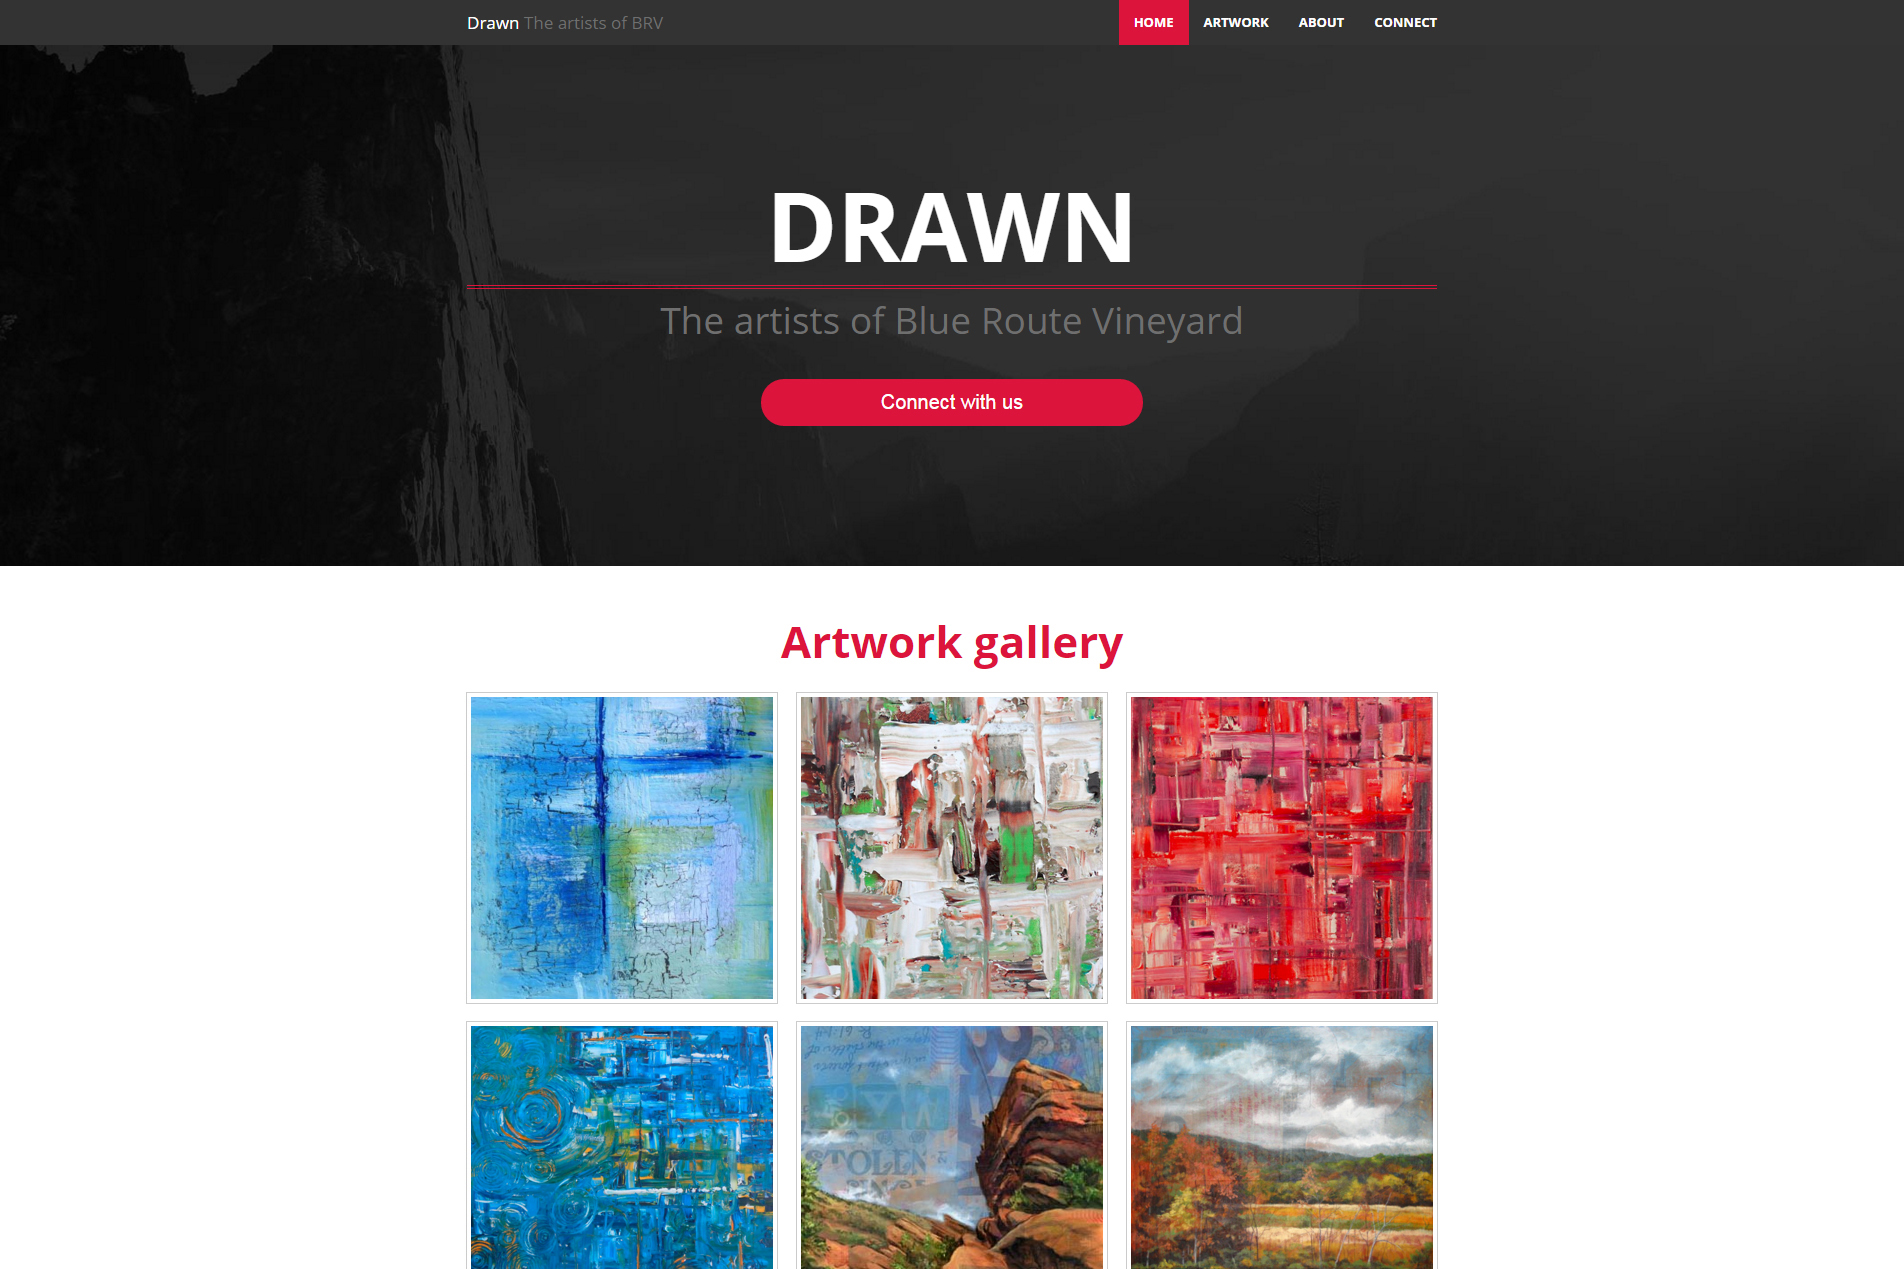 Drawn The artists of BRV
HOME ARTWORK ABOUT CONNECT
DRAWN
The artists of Blue Route Vineyard
Connect with us
Artwork gallery
STOLLN